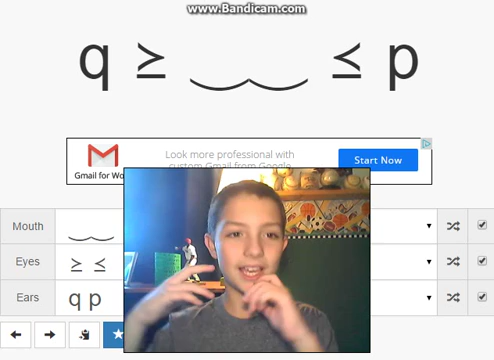 www.Bandicam.com
q ⪰ ‿‿ ⪯ p
Look more professional with
custom Gmail from Google
Gmail for Wo
Start Now
Mouth ‿‿
Eyes ⪰ ⪯
Ears q p